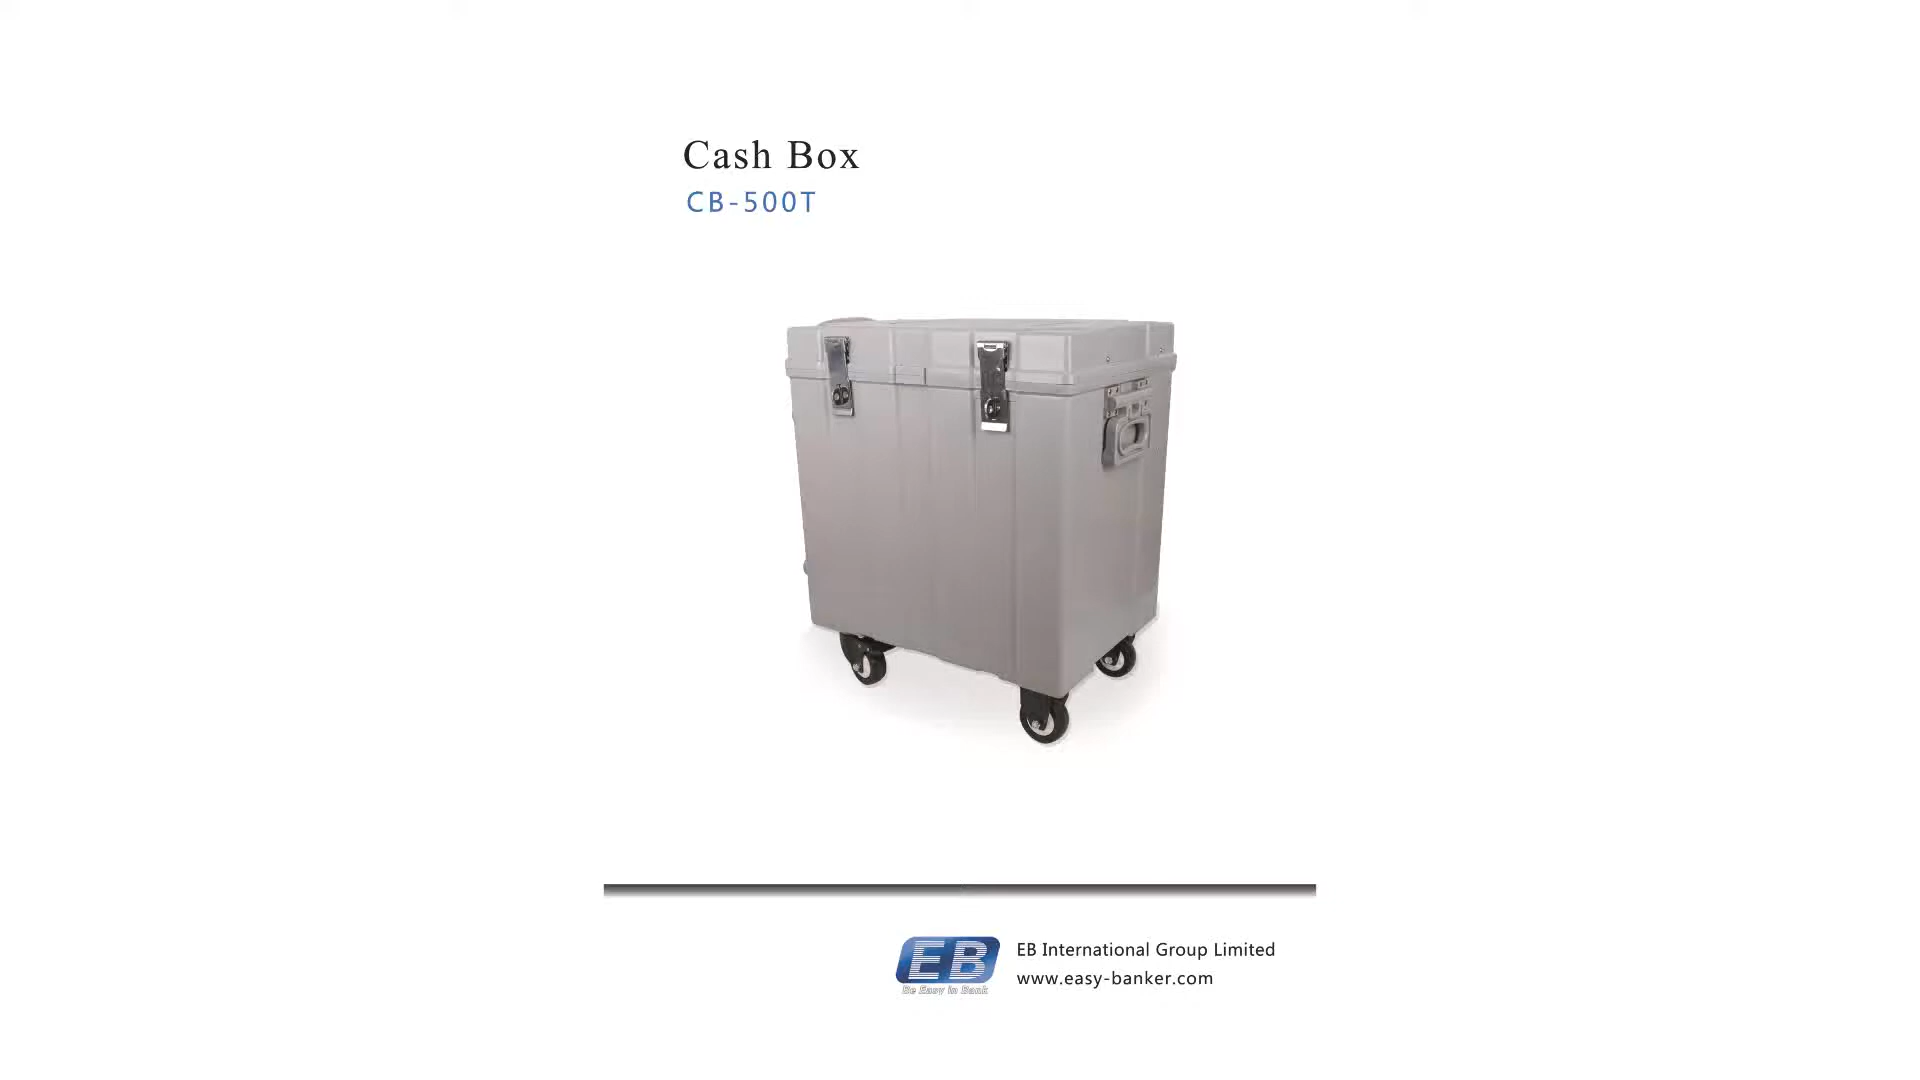 Cash Box
CB-500T
EB
Be Easy in Bank
EB International Group Limited
www.easy-banker.com